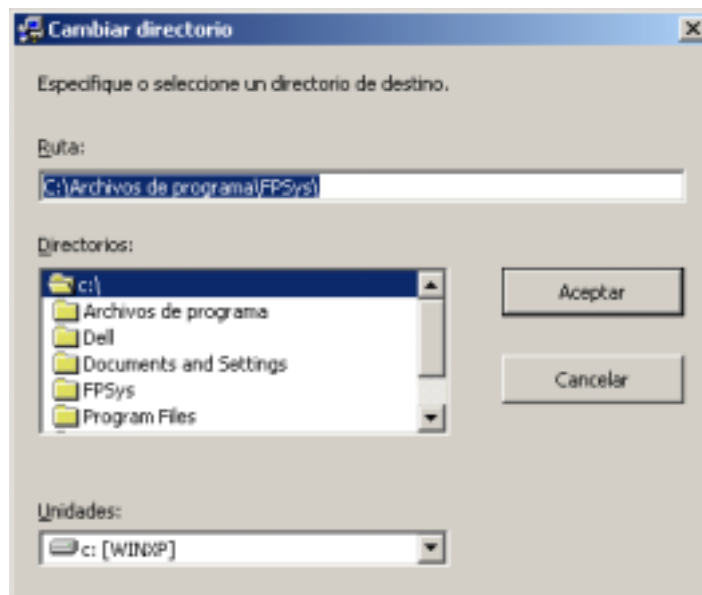 Cambiar directorio
Especifique o seleccione un directorio de destino.
Ruta:
C:\Archivos de programa\FPSys\
Directorios:
c:\
Archivos de programa
Dell
Documents and Settings
FPSys
Program Files
Aceptar
Cancelar
Unidades:
c: [WINXP]